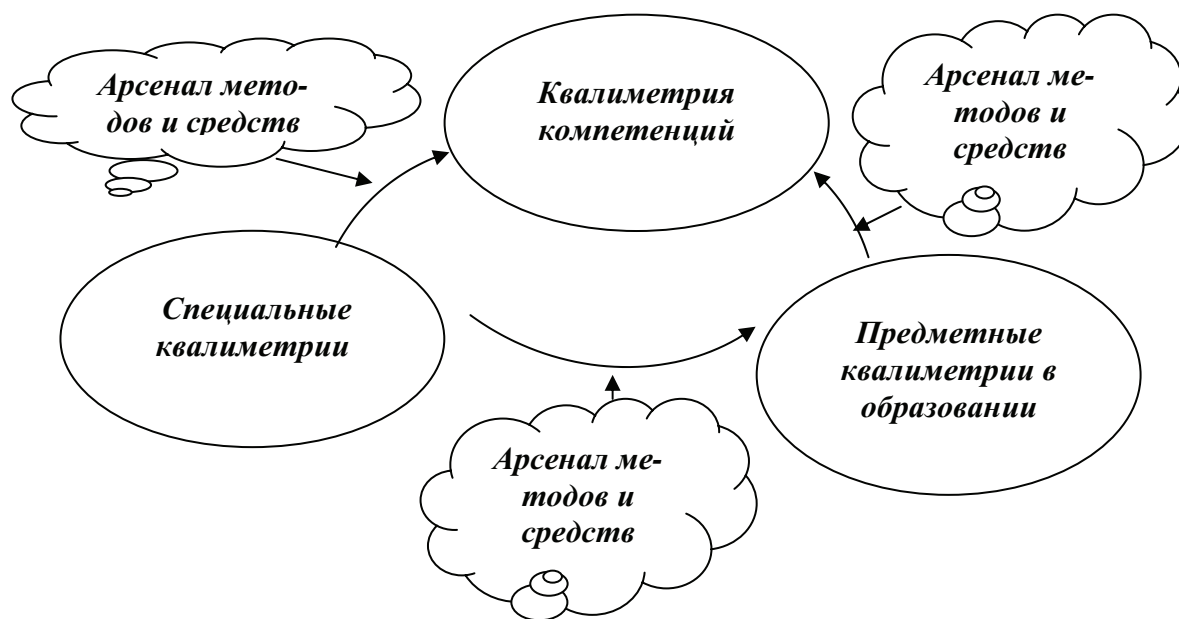 Арсенал мето-
дов и средств
Квалиметрия
компетенций
Арсенал ме-
тодов и
средств
Специальные
квалиметрии
Предметные
квалиметрии в
образовании
Арсенал ме-
тодов и
средств